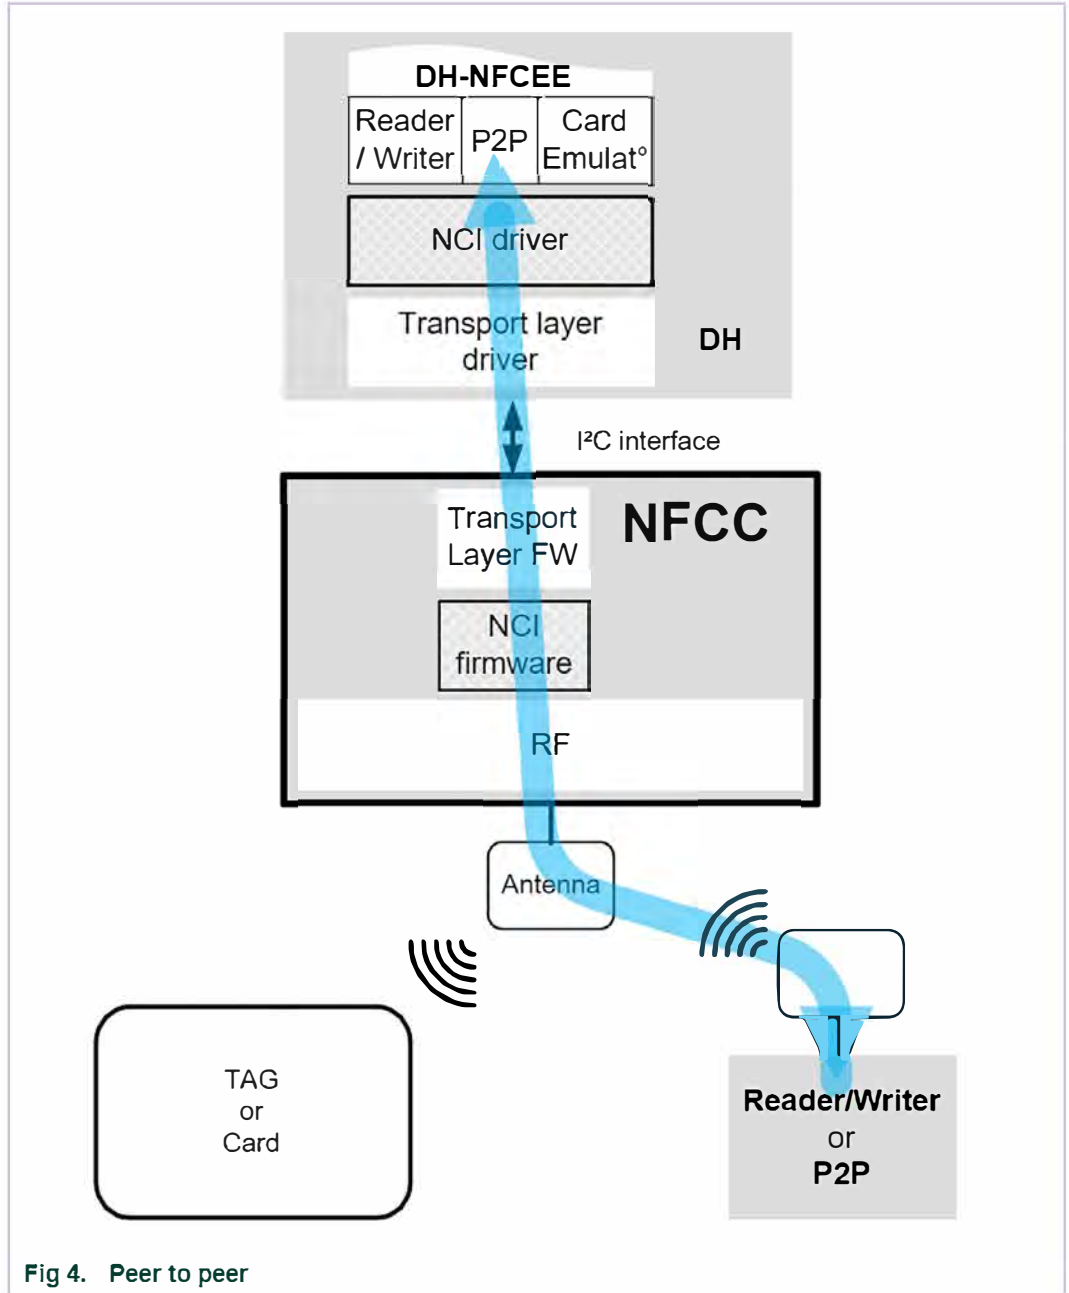 DH-NFCEE
Reader
/ Writer
P2P
Card
Emulat°
NCI driver
Transport layer
driver
DH
I²C interface
NFCC
Transport
Layer FW
NCI
firmware
RF
Antenna
TAG
or
Card
Reader/Writer
or
P2P
Fig 4. Peer to peer